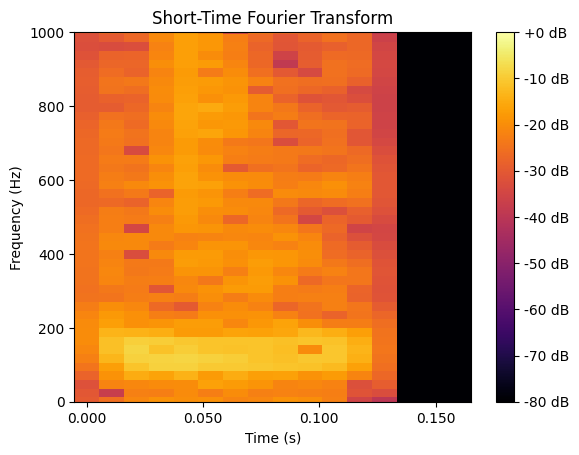 Short-Time Fourier Transform
1000
800
600
400
200
0
Frequency (Hz)
0.000
0.050
0.100
0.150
Time (s)
+0 dB
-10 dB
-20 dB
-30 dB
-40 dB
-50 dB
-60 dB
-70 dB
-80 dB